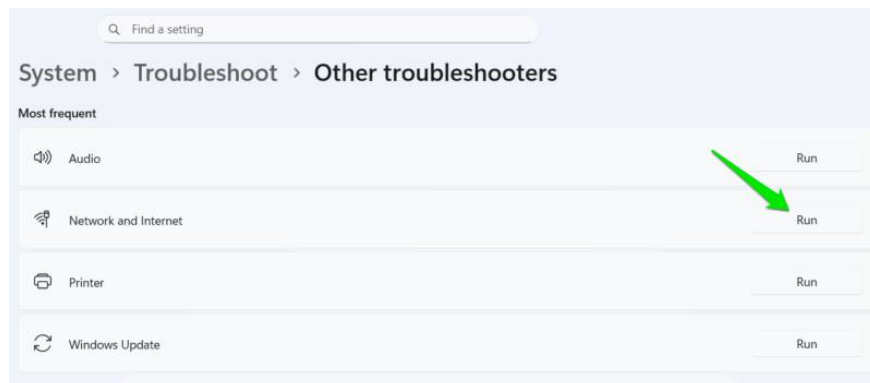 Find a setting
System > Troubleshoot > Other troubleshooters
Most frequent
Audio Run
Network and Internet Run
Printer Run
Windows Update Run